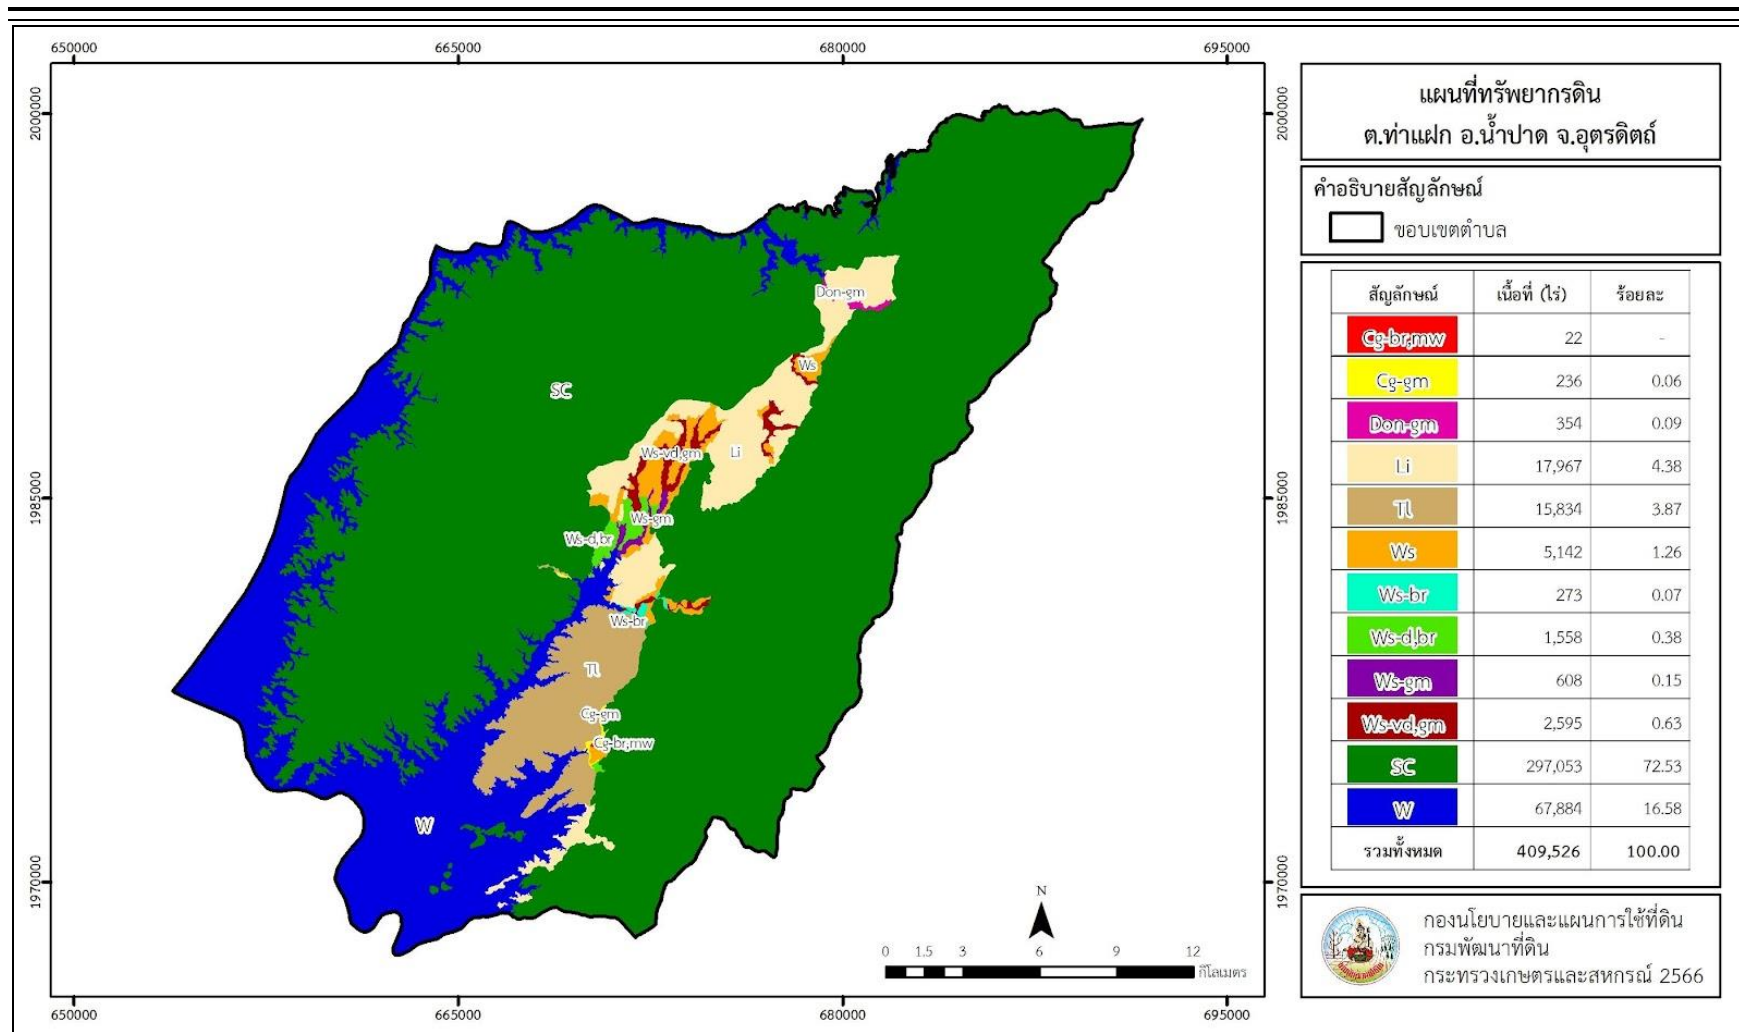 650000 665000 680000 695000
2000000 2000000
1985000 1985000
1970000 1970000
Don-gm
Ws
SC
Ws-vd,gm
Li
Ws-gm
Ws-d,br
Ws-br
Tl
Cg-gm
Cg-br,mw
W
N
0 1.5 3 6 9 12
กิโลเมตร
650000 665000 680000 695000
แผนที่ทรัพยากรดิน
ต.ท่าแฝก อ.น้ำปาด จ.อุตรดิตถ์
คำอธิบายสัญลักษณ์
ขอบเขตตำบล
สัญลักษณ์ เนื้อที่ (ไร่) ร้อยละ
Cg-br,mw 22 -
Cg-gm 236 0.06
Don-gm 354 0.09
Li 17,967 4.38
Tl 15,834 3.87
Ws 5,142 1.26
Ws-br 273 0.07
Ws-d,br 1,558 0.38
Ws-gm 608 0.15
Ws-vd,gm 2,595 0.63
SC 297,053 72.53
W 67,884 16.58
รวมทั้งหมด 409,526 100.00
กองนโยบายและแผนการใช้ที่ดิน
กรมพัฒนาที่ดิน
กระทรวงเกษตรและสหกรณ์ 2566